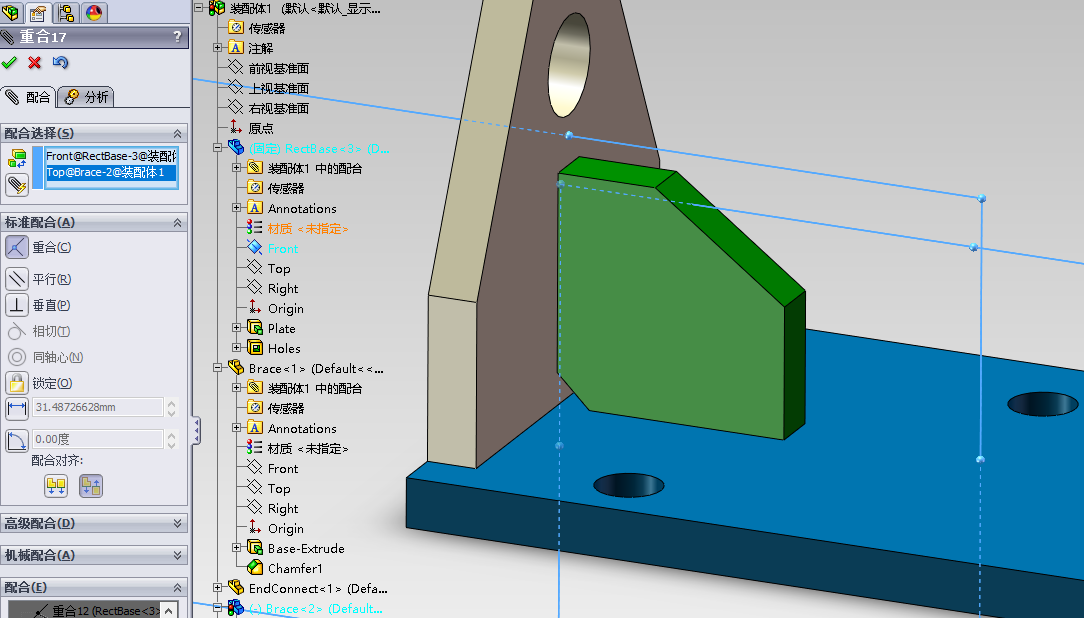 重合17
?
配合
分析
配合选择(S)
Front@RectBase-3@装配体
Top@Brace-2@装配体1
标准配合(A)
重合(C)
平行(R)
垂直(P)
相切(T)
同轴心(N)
锁定(O)
31.48726628mm
0.00度
配合对齐:
高级配合(D)
机械配合(A)
配合(E)
重合12 (RectBase<3>
装配体1 (默认<默认_显示...
传感器
注解
前视基准面
上视基准面
右视基准面
原点
(固定) RectBase<3> (D...
装配体1 中的配合
传感器
Annotations
材质 <未指定>
Front
Top
Right
Origin
Plate
Holes
Brace<1> (Default<<...
装配体1 中的配合
传感器
Annotations
材质 <未指定>
Front
Top
Right
Origin
Base-Extrude
Chamfer1
EndConnect<1> (Defa...
(-) Brace<2> (Default...